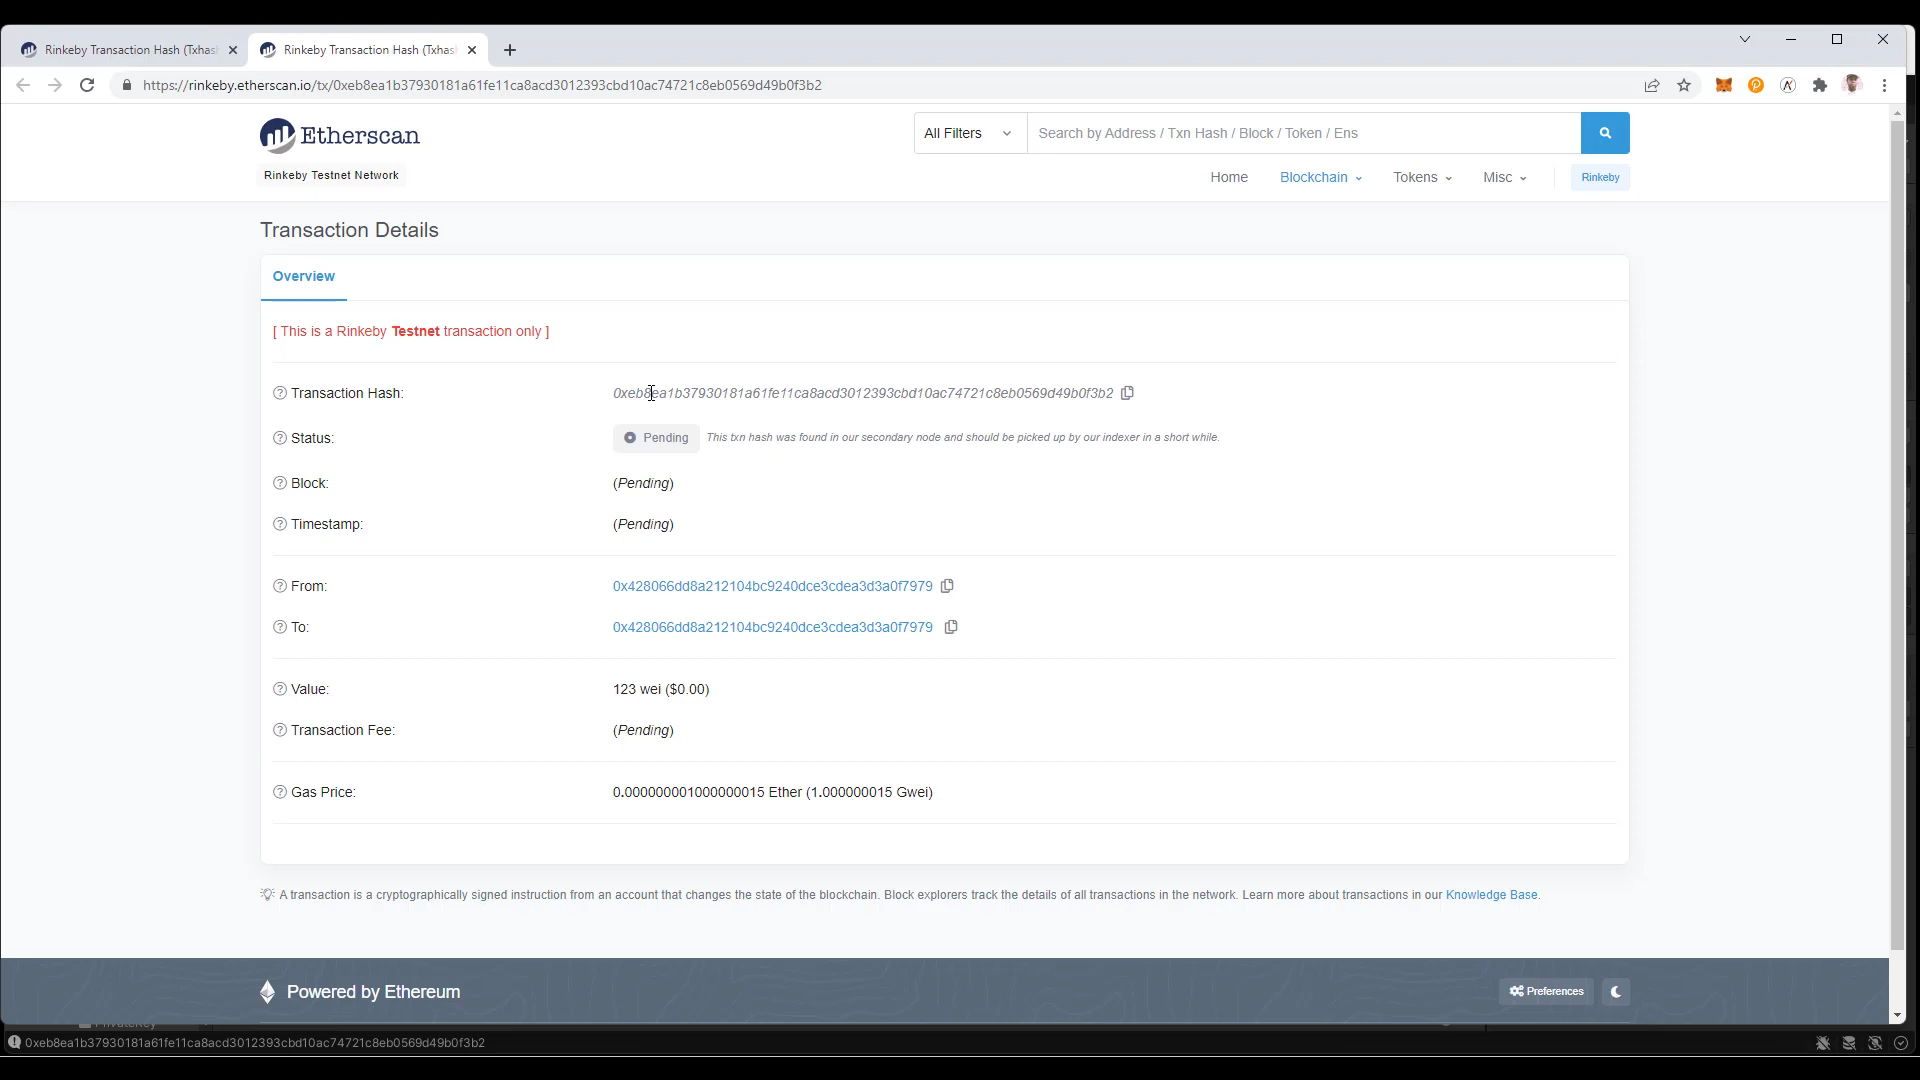 Rinkeby Transaction Hash (Txhas
Rinkeby Transaction Hash (Txhas
https://rinkeby.etherscan.io/tx/0xeb8ea1b37930181a61fe11ca8acd3012393cbd10ac74721c8eb0569d49b0f3b2
Etherscan
All Filters
Search by Address / Txn Hash / Block / Token / Ens
Rinkeby Testnet Network
Home Blockchain Tokens Misc Rinkeby
Transaction Details
Overview
[ This is a Rinkeby Testnet transaction only ]
Transaction Hash: 0xeb8ea1b37930181a61fe11ca8acd3012393cbd10ac74721c8eb0569d49b0f3b2
Status: Pending This txn hash was found in our secondary node and should be picked up by our indexer in a short while.
Block: (Pending)
Timestamp: (Pending)
From: 0x428066dd8a212104bc9240dce3cdea3d3a0f7979
To: 0x428066dd8a212104bc9240dce3cdea3d3a0f7979
Value: 123 wei ($0.00)
Transaction Fee: (Pending)
Gas Price: 0.000000001000000015 Ether (1.000000015 Gwei)
A transaction is a cryptographically signed instruction from an account that changes the state of the blockchain. Block explorers track the details of all transactions in the network. Learn more about transactions in our Knowledge Base.
Powered by Ethereum
Preferences
PrivateKey
0xeb8ea1b37930181a61fe11ca8acd3012393cbd10ac74721c8eb0569d49b0f3b2